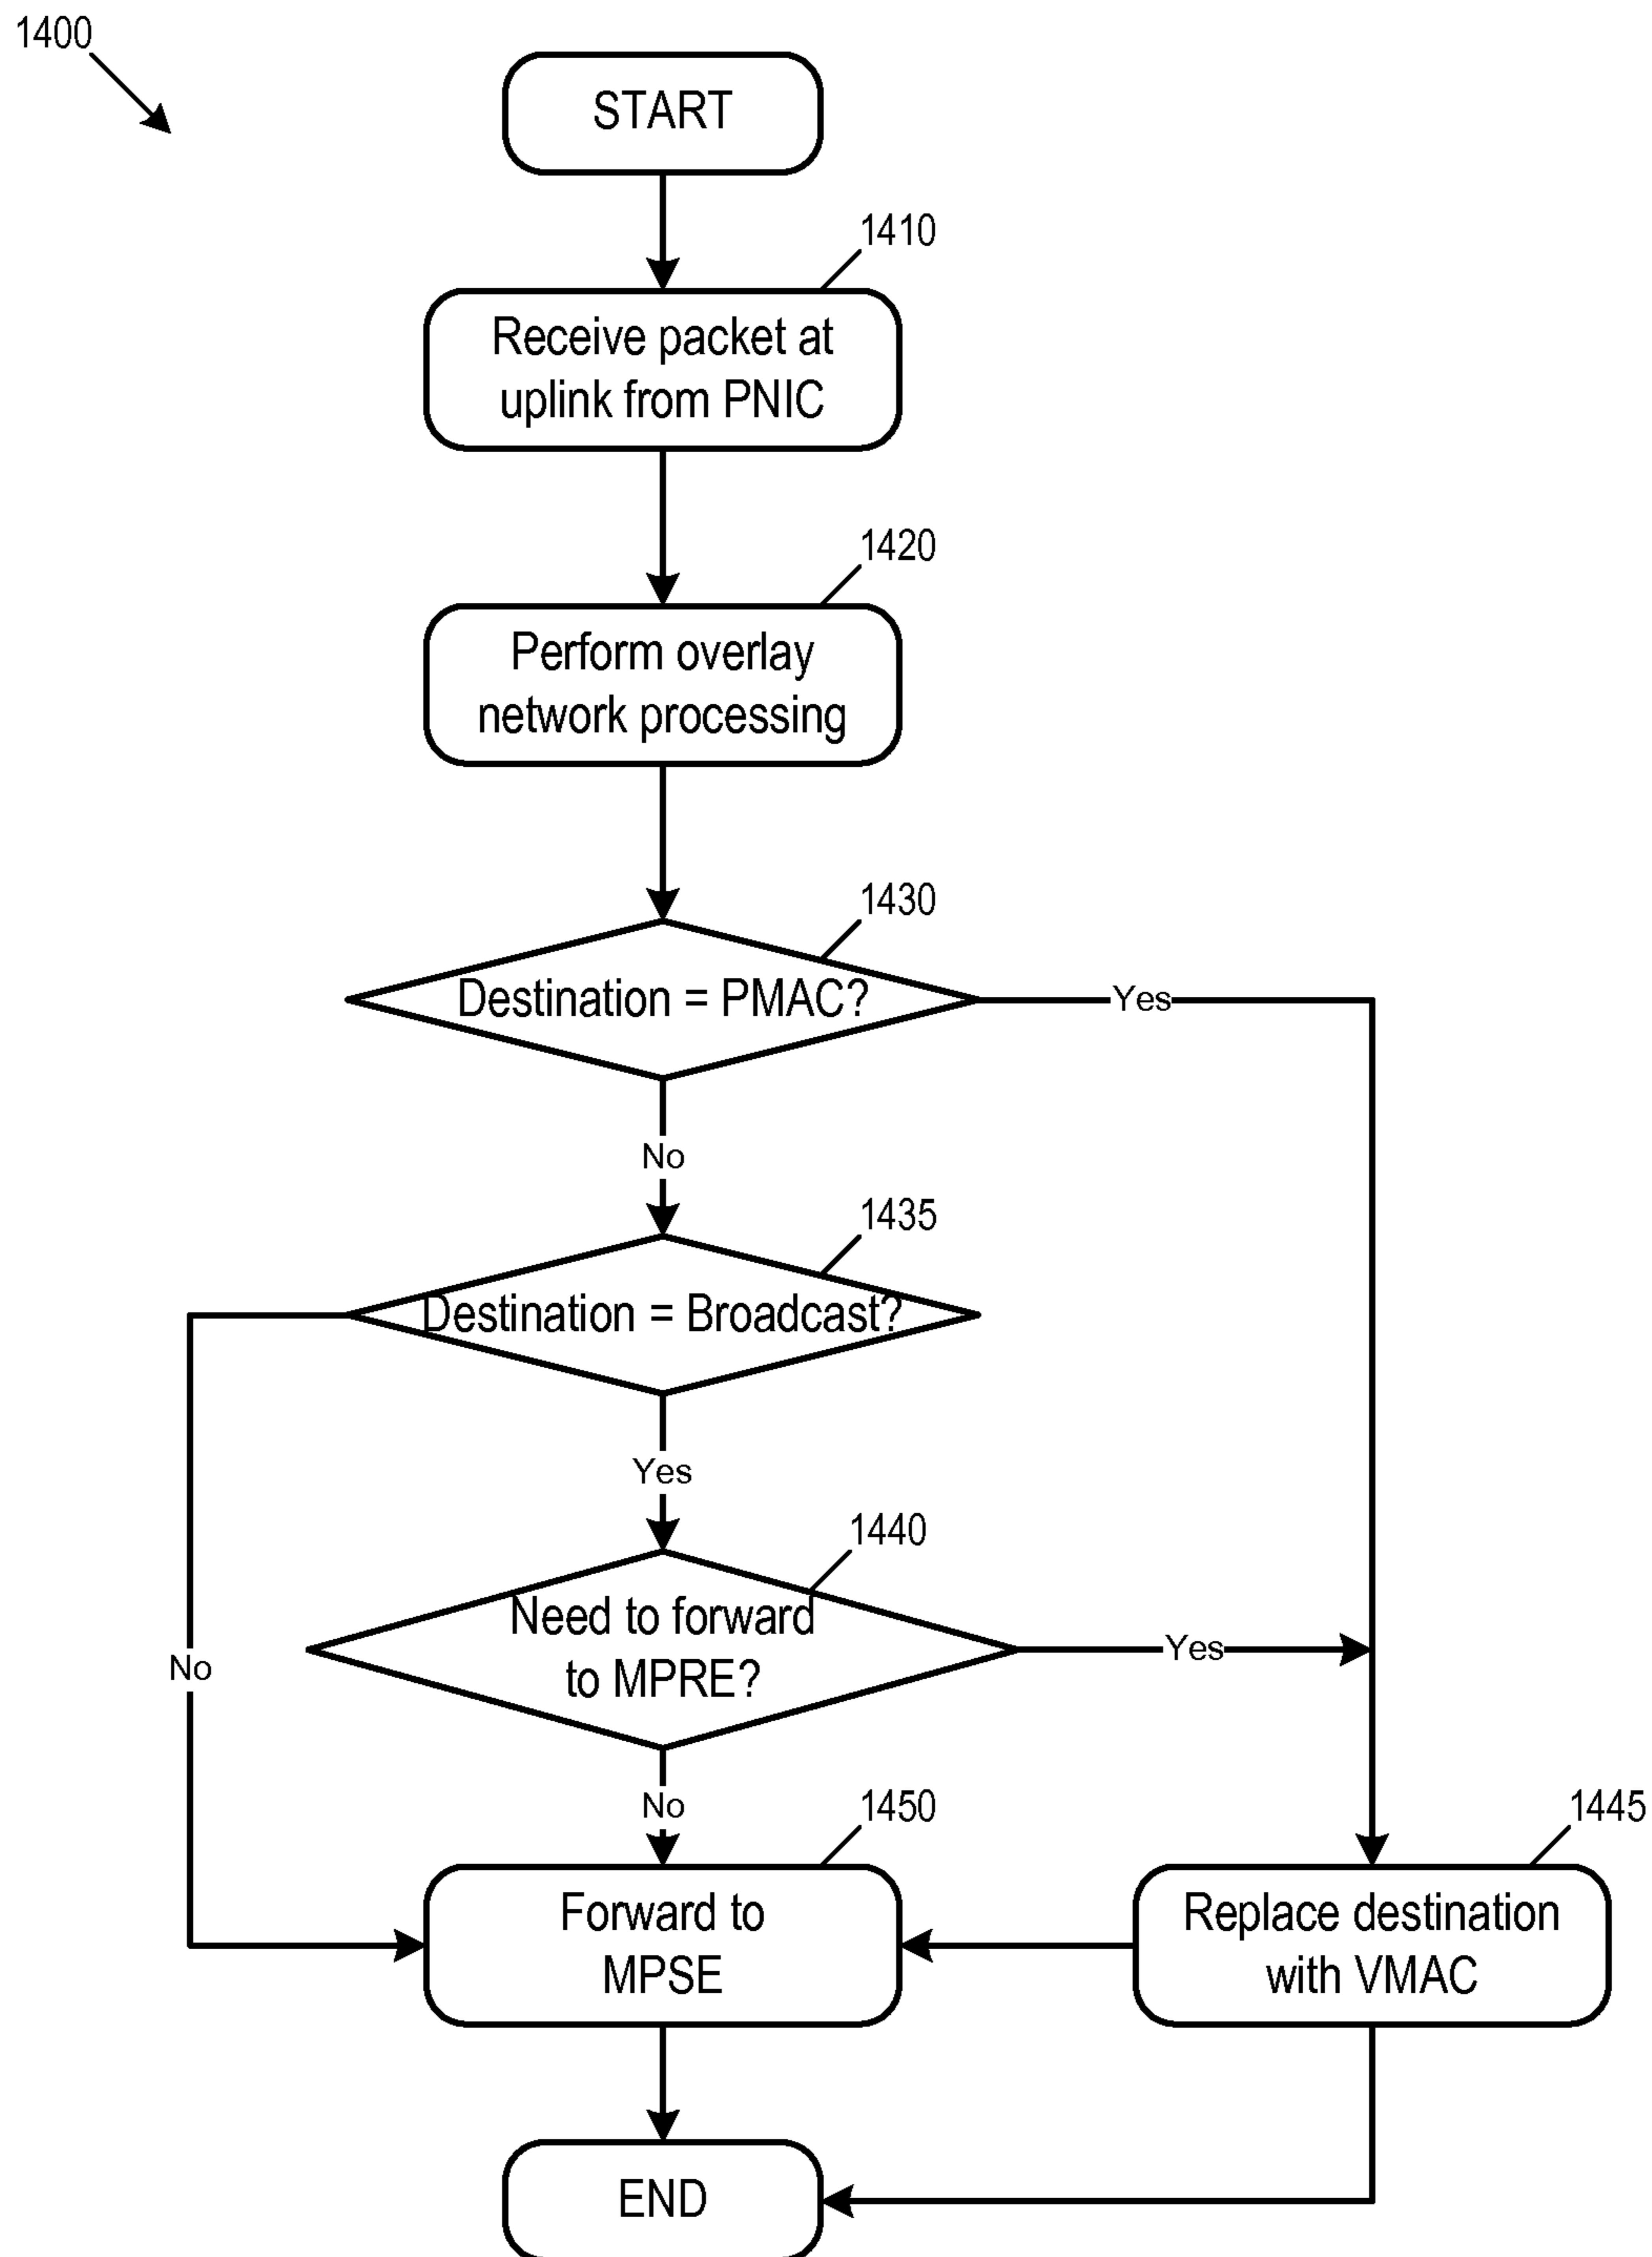 1400
START
1410
Receive packet at
uplink from PNIC
1420
Perform overlay
network processing
1430
Destination = PMAC?
Yes
No
1435
Destination = Broadcast?
Yes
No
1440
Need to forward
to MPRE?
Yes
No
1450
Forward to
MPSE
1445
Replace destination
with VMAC
END